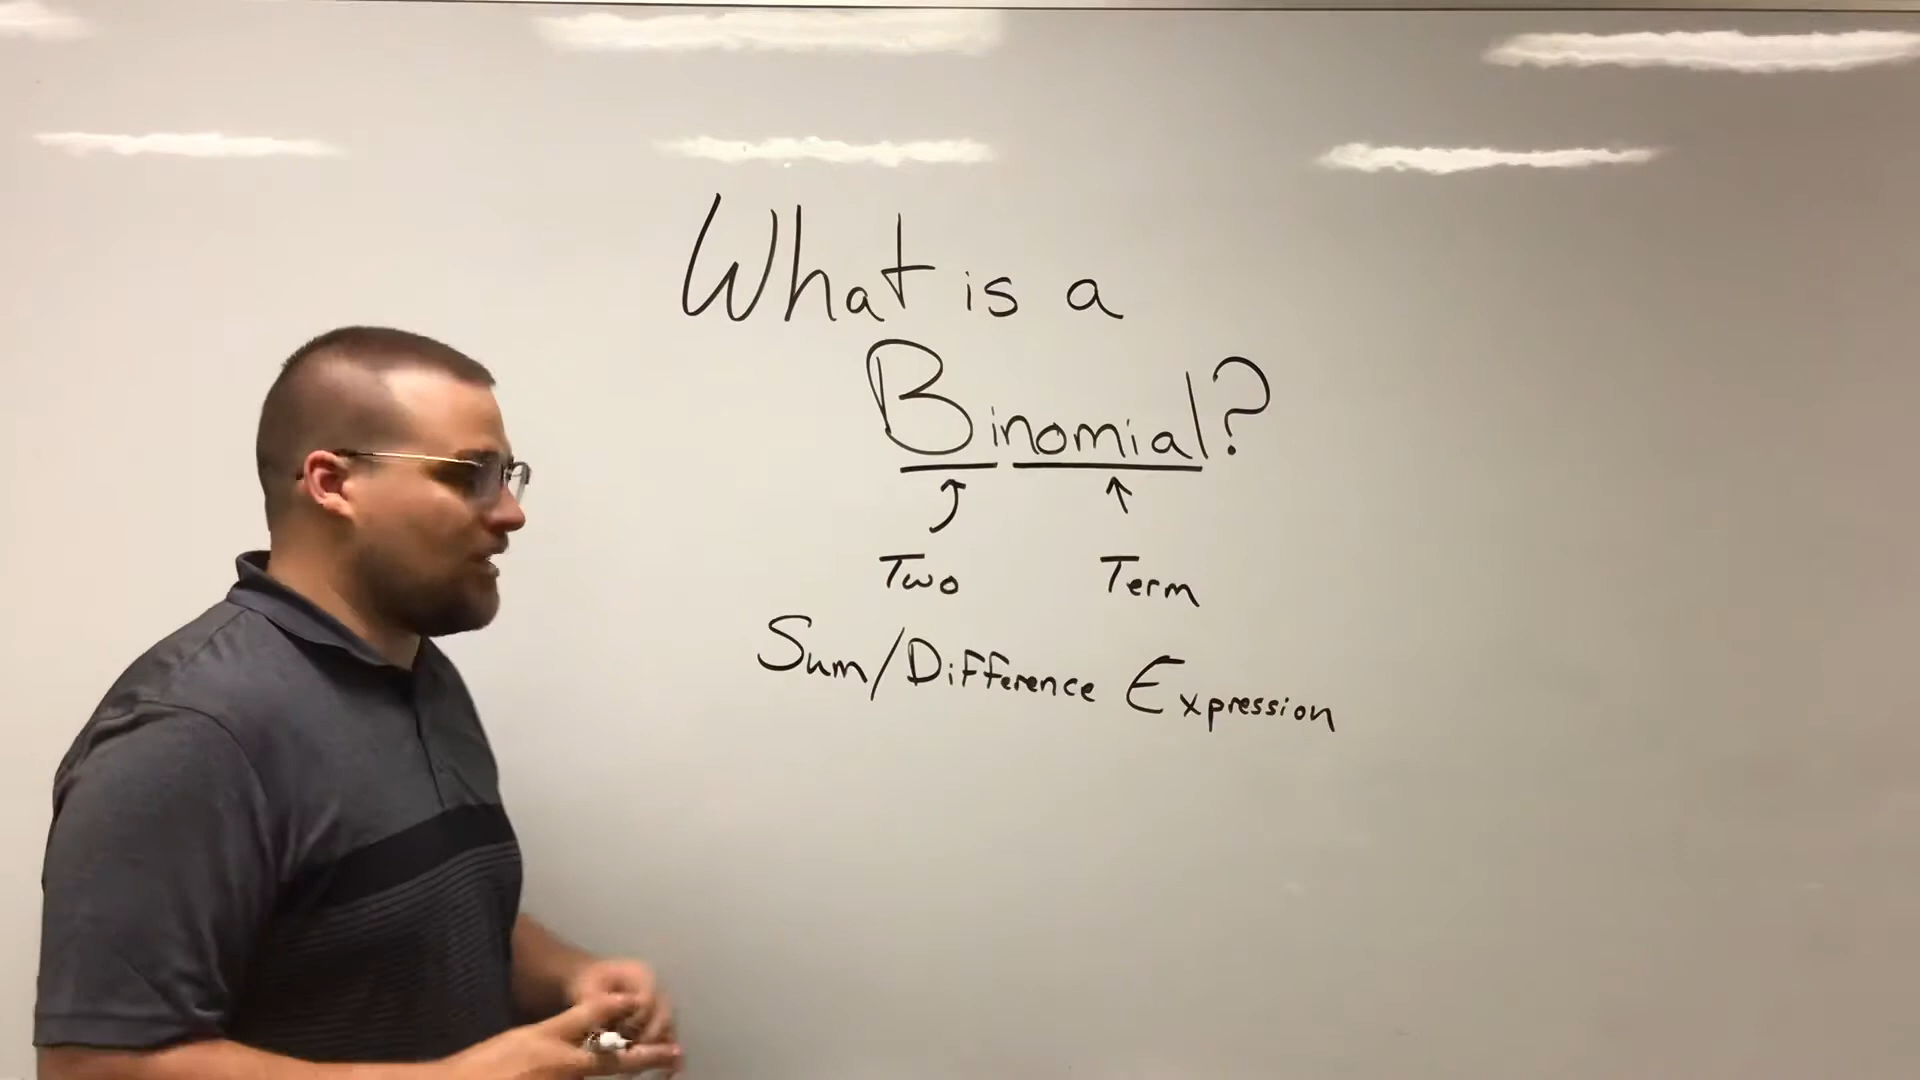 What is a
Binomial?
Two Term
Sum/Difference Expression